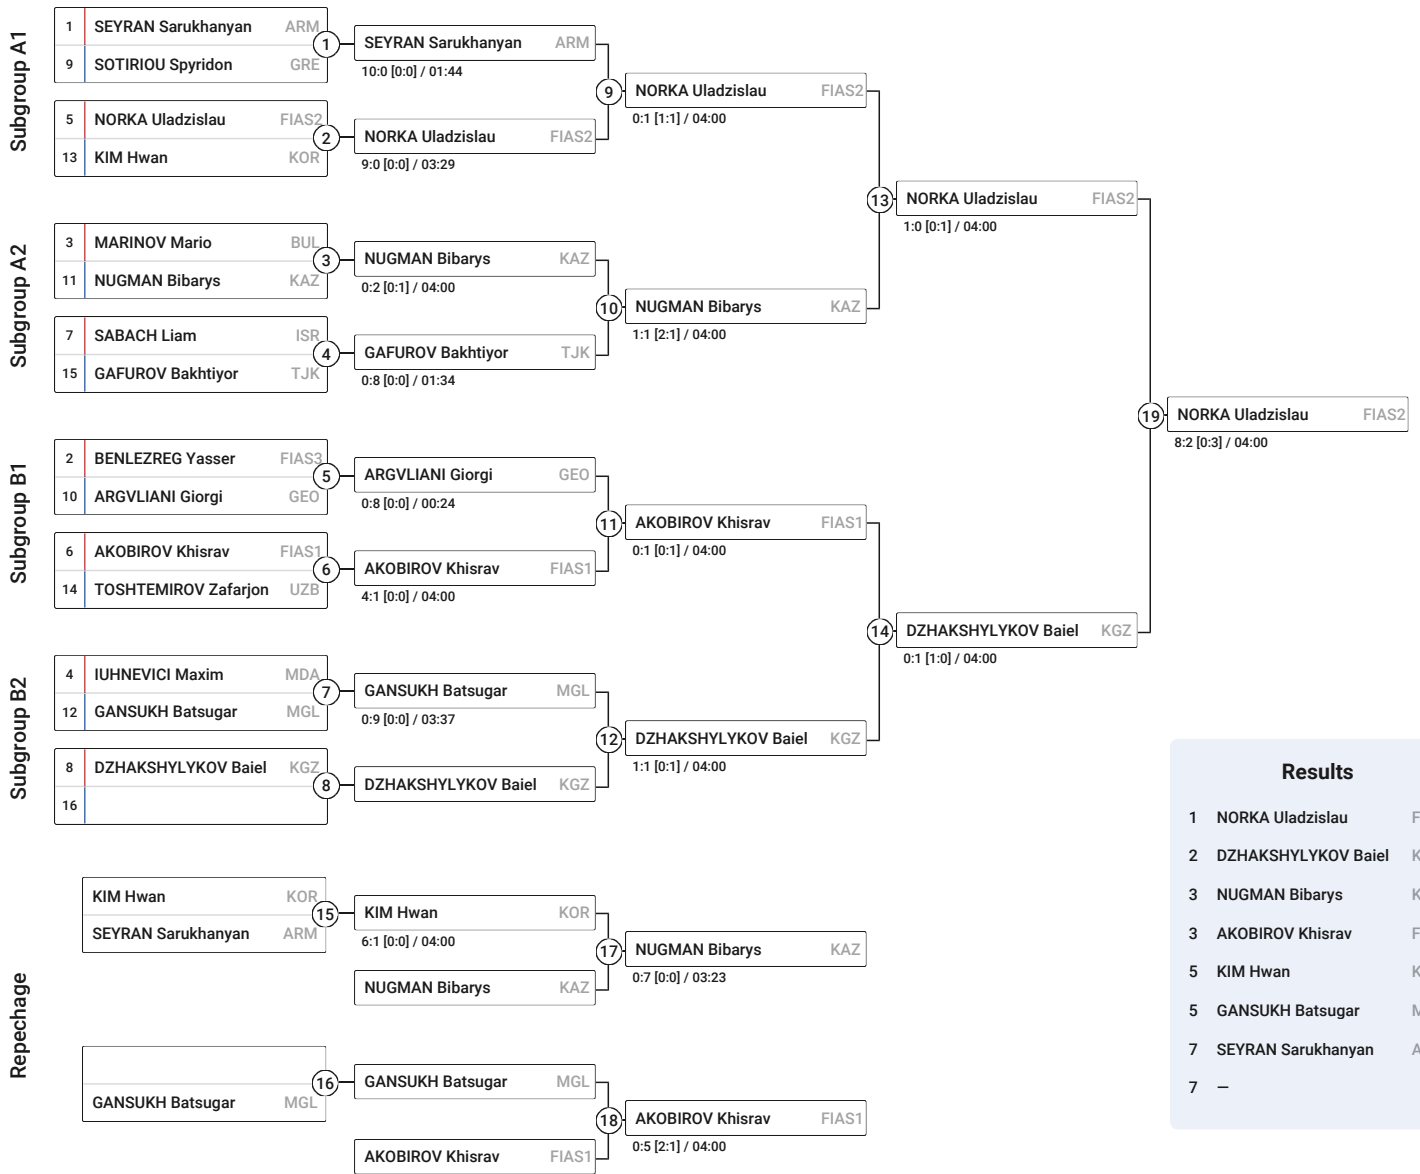 Subgroup A1
1 SEYRAN Sarukhanyan ARM
9 SOTIRIOU Spyridon GRE
1
SEYRAN Sarukhanyan ARM
10:0 [0:0] / 01:44
5 NORKA Uladzislau FIAS2
13 KIM Hwan KOR
2
NORKA Uladzislau FIAS2
9:0 [0:0] / 03:29
9
NORKA Uladzislau FIAS2
0:1 [1:1] / 04:00
Subgroup A2
3 MARINOV Mario BUL
11 NUGMAN Bibarys KAZ
3
NUGMAN Bibarys KAZ
0:2 [0:1] / 04:00
7 SABACH Liam ISR
15 GAFUROV Bakhtiyor TJK
4
GAFUROV Bakhtiyor TJK
0:8 [0:0] / 01:34
10
NUGMAN Bibarys KAZ
1:1 [2:1] / 04:00
13
NORKA Uladzislau FIAS2
1:0 [0:1] / 04:00
Subgroup B1
2 BENLEZREG Yasser FIAS3
10 ARGVLIANI Giorgi GEO
5
ARGVLIANI Giorgi GEO
0:8 [0:0] / 00:24
6 AKOBIROV Khisrav FIAS1
14 TOSHTEMIROV Zafarjon UZB
6
AKOBIROV Khisrav FIAS1
4:1 [0:0] / 04:00
11
AKOBIROV Khisrav FIAS1
0:1 [0:1] / 04:00
Subgroup B2
4 IUHNEVICI Maxim MDA
12 GANSUKH Batsugar MGL
7
GANSUKH Batsugar MGL
0:9 [0:0] / 03:37
8 DZHAKSHYLYKOV Baiel KGZ
16
8
DZHAKSHYLYKOV Baiel KGZ
12
DZHAKSHYLYKOV Baiel KGZ
1:1 [0:1] / 04:00
14
DZHAKSHYLYKOV Baiel KGZ
0:1 [1:0] / 04:00
19
NORKA Uladzislau FIAS2
8:2 [0:3] / 04:00
Repechage
KIM Hwan KOR
SEYRAN Sarukhanyan ARM
15
KIM Hwan KOR
6:1 [0:0] / 04:00
NUGMAN Bibarys KAZ
17
NUGMAN Bibarys KAZ
0:7 [0:0] / 03:23
GANSUKH Batsugar MGL
16
GANSUKH Batsugar MGL
AKOBIROV Khisrav FIAS1
18
AKOBIROV Khisrav FIAS1
0:5 [2:1] / 04:00
Results
1 NORKA Uladzislau
2 DZHAKSHYLYKOV Baiel
3 NUGMAN Bibarys
3 AKOBIROV Khisrav
5 KIM Hwan
5 GANSUKH Batsugar
7 SEYRAN Sarukhanyan
7 —